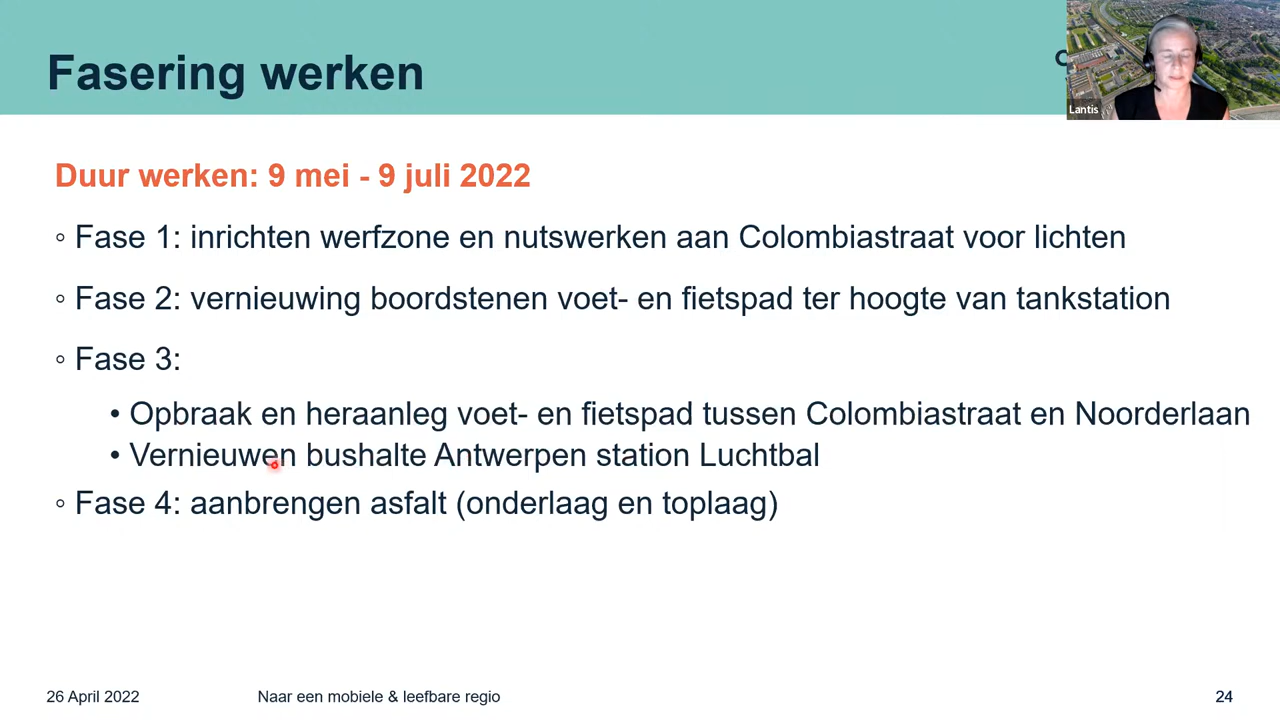 Fasering werken
Lantis
Duur werken: 9 mei - 9 juli 2022
◦ Fase 1: inrichten werfzone en nutswerken aan Colombiastraat voor lichten
◦ Fase 2: vernieuwing boordstenen voet- en fietspad ter hoogte van tankstation
◦ Fase 3:
• Opbraak en heraanleg voet- en fietspad tussen Colombiastraat en Noorderlaan
• Vernieuwen bushalte Antwerpen station Luchtbal
◦ Fase 4: aanbrengen asfalt (onderlaag en toplaag)
26 April 2022
Naar een mobiele & leefbare regio
24